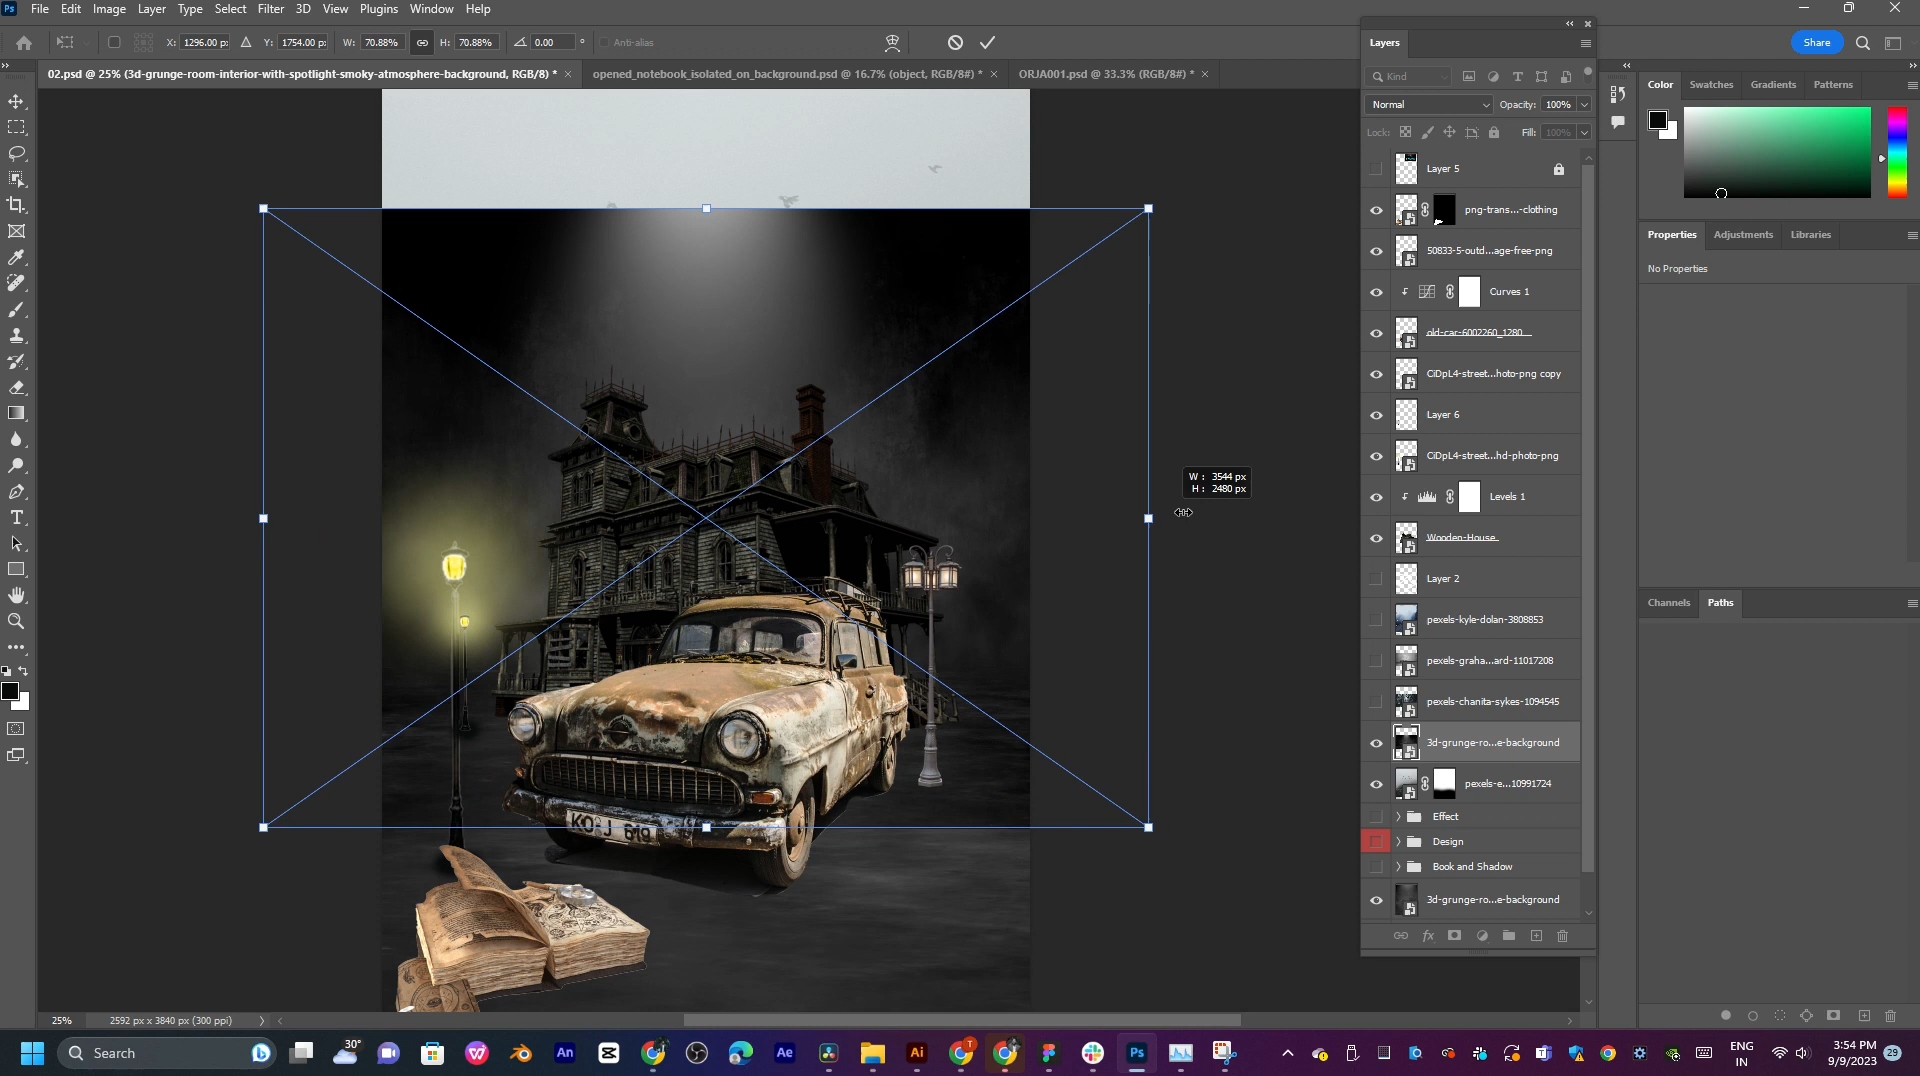 Ps File Edit Image Layer Type Select Filter 3D View Plugins Window Help
X: 1296.00 px Y: 1754.00 px W: 70.88% H: 70.88% 0.00 ° Anti-alias
Share
02.psd @ 25% (3d-grunge-room-interior-with-spotlight-smoky-atmosphere-background, RGB/8) * × opened_notebook_isolated_on_background.psd @ 16.7% (object, RGB/8#) * × ORJA001.psd @ 33.3% (RGB/8#) * ×
Layers
Kind
Normal Opacity: 100%
Lock: Fill: 100%
Layer 5
png-trans...-clothing
50833-5-outd...age-free-png
Curves 1
old-car-6002260_1280
CiDpL4-street...hoto-png copy
Layer 6
CiDpL4-street...hd-photo-png
Levels 1
Wooden-House
Layer 2
pexels-kyle-dolan-3808853
pexels-graha...ard-11017208
pexels-chanita-sykes-1094545
3d-grunge-ro...e-background
pexels-e...10991724
Effect
Design
Book and Shadow
3d-grunge-ro...e-background
Color Swatches Gradients Patterns
Properties Adjustments Libraries
No Properties
Channels Paths
W : 3544 px
H : 2480 px
25% 2592 px x 3840 px (300 ppi)
Search
30°
An
Ae
Ai
T
Ps
ENG
IN
3:54 PM
9/9/2023
29